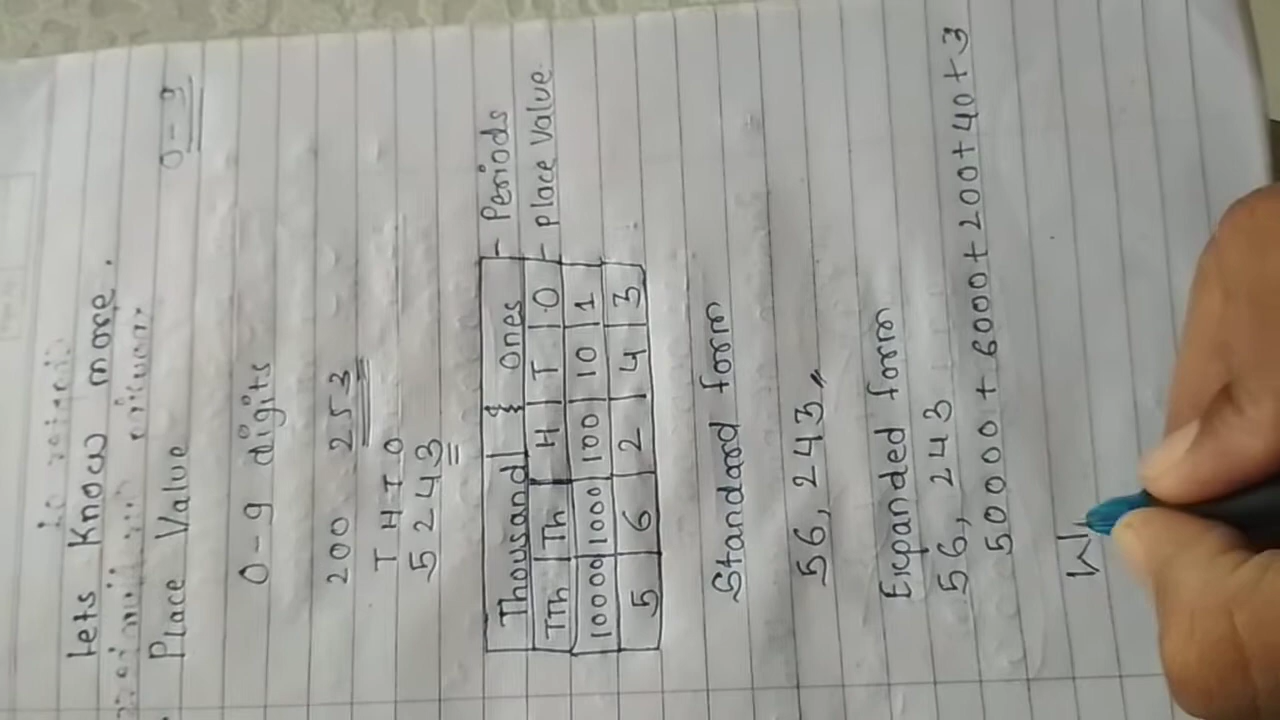 Lets Know more.
Place Value 0-9
0-9 digits
200 253
T H T O
5 2 4 3
Thousand Ones - Periods
TTh Th H T O - place value.
10000 1000 100 10 1
5 6 2 4 3
Standard form
56, 243
Expanded form
56, 243
50000 + 6000 + 200 + 40 + 3
W